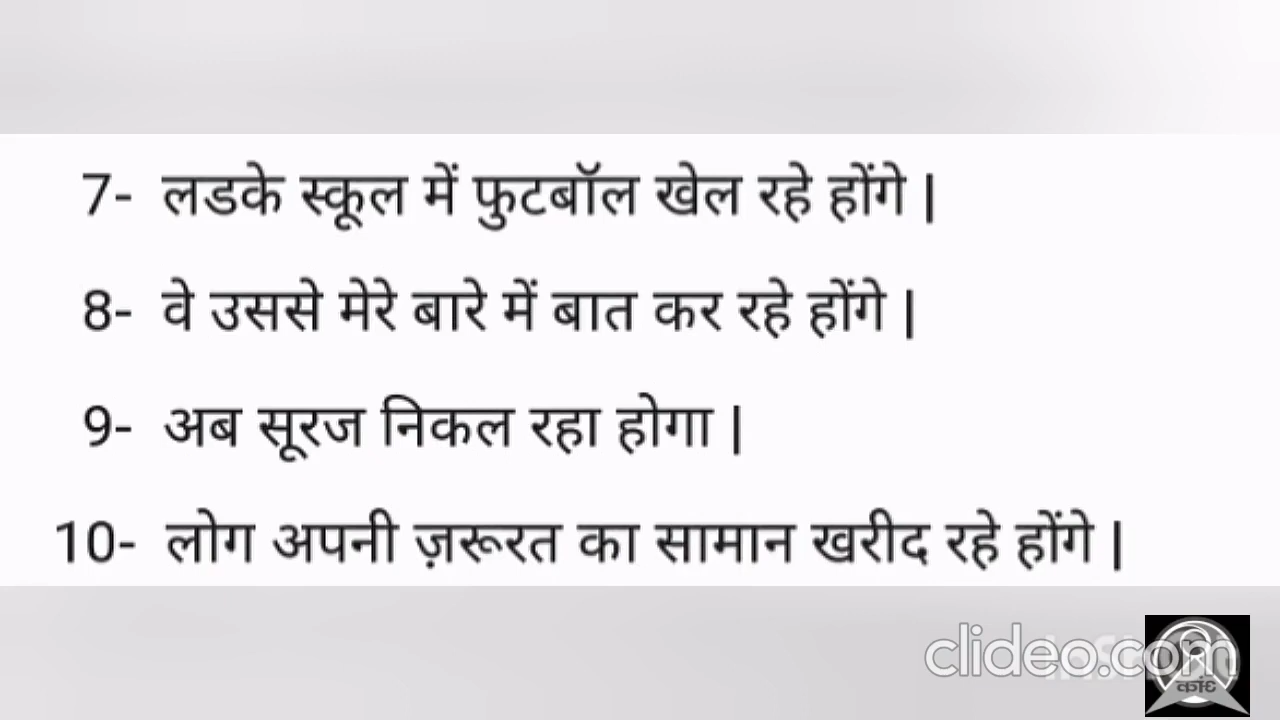 7- लडके स्कूल में फुटबॉल खेल रहे होंगे |
8- वे उससे मेरे बारे में बात कर रहे होंगे |
9- अब सूरज निकल रहा होगा |
10- लोग अपनी ज़रूरत का सामान खरीद रहे होंगे |
clideo.com